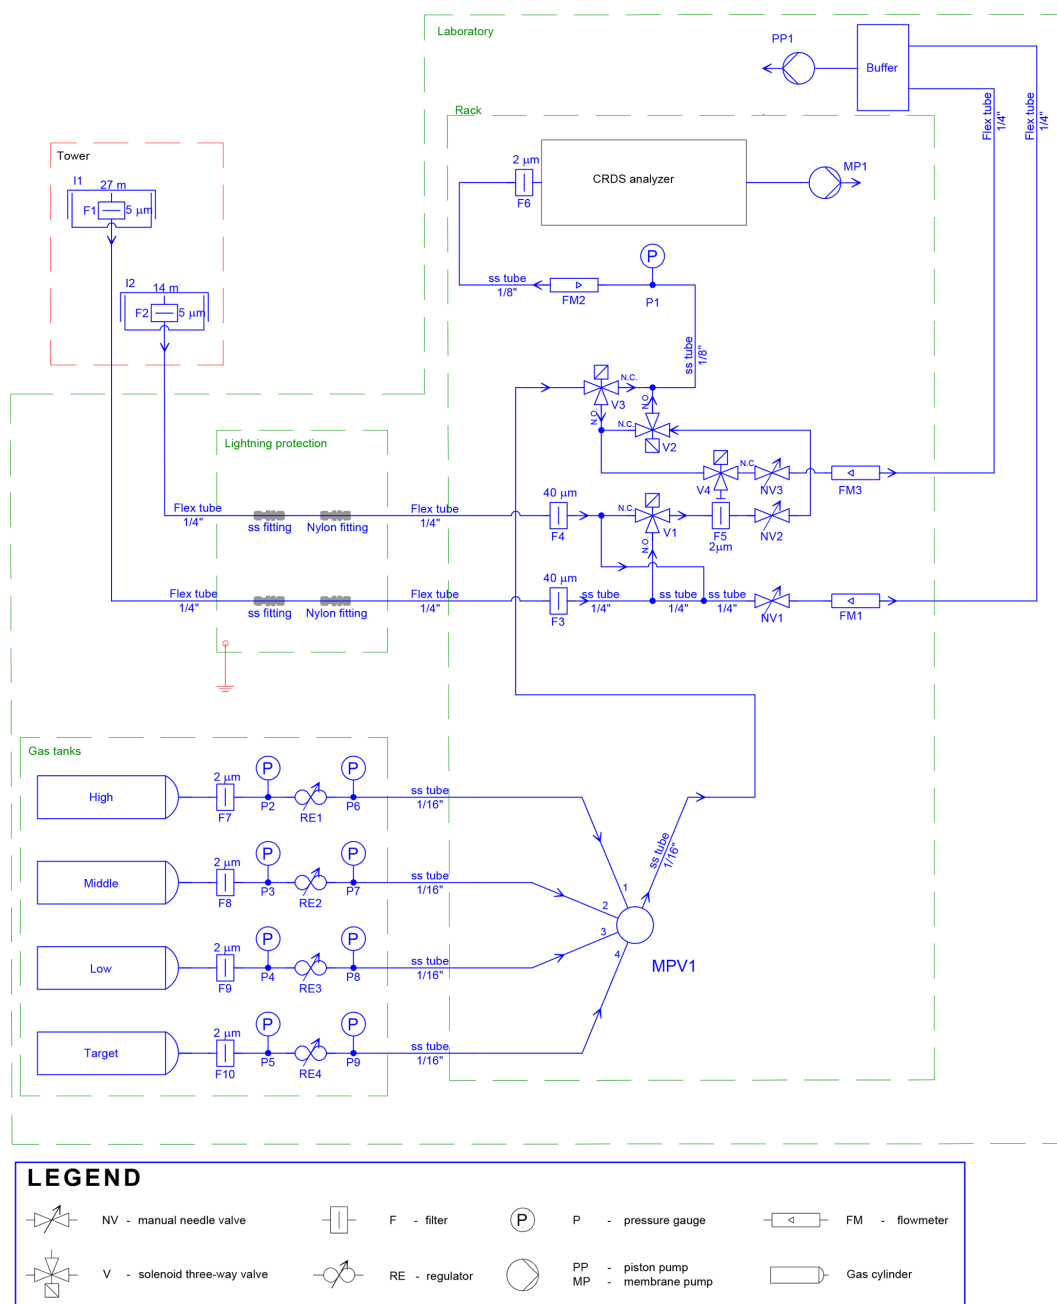 Laboratory
PP1
Buffer
Flex tube
1/4"
Flex tube
1/4"
Rack
Tower
I1
27 m
F1
5 µm
I2
14 m
F2
5 µm
2 µm
F6
CRDS analyzer
MP1
P
P1
ss tube
1/8"
FM2
ss tube
1/8"
N.C.
V3
N.O.
N.O.
N.C.
V2
V4
N.C.
NV3
FM3
Lightning protection
Flex tube
1/4"
ss fitting
Nylon fitting
Flex tube
1/4"
40 µm
F4
N.C.
V1
N.O.
F5
2µm
NV2
Flex tube
1/4"
ss fitting
Nylon fitting
Flex tube
1/4"
40 µm
F3
ss tube
1/4"
ss tube
1/4"
ss tube
1/4"
NV1
FM1
Gas tanks
High
2 µm
F7
P
P2
RE1
P
P6
ss tube
1/16"
Middle
2 µm
F8
P
P3
RE2
P
P7
ss tube
1/16"
Low
2 µm
F9
P
P4
RE3
P
P8
ss tube
1/16"
Target
2 µm
F10
P
P5
RE4
P
P9
ss tube
1/16"
1
2
3
4
MPV1
ss tube
1/16"
LEGEND
NV - manual needle valve
F - filter
P
P - pressure gauge
FM - flowmeter
V - solenoid three-way valve
RE - regulator
PP - piston pump
MP - membrane pump
Gas cylinder